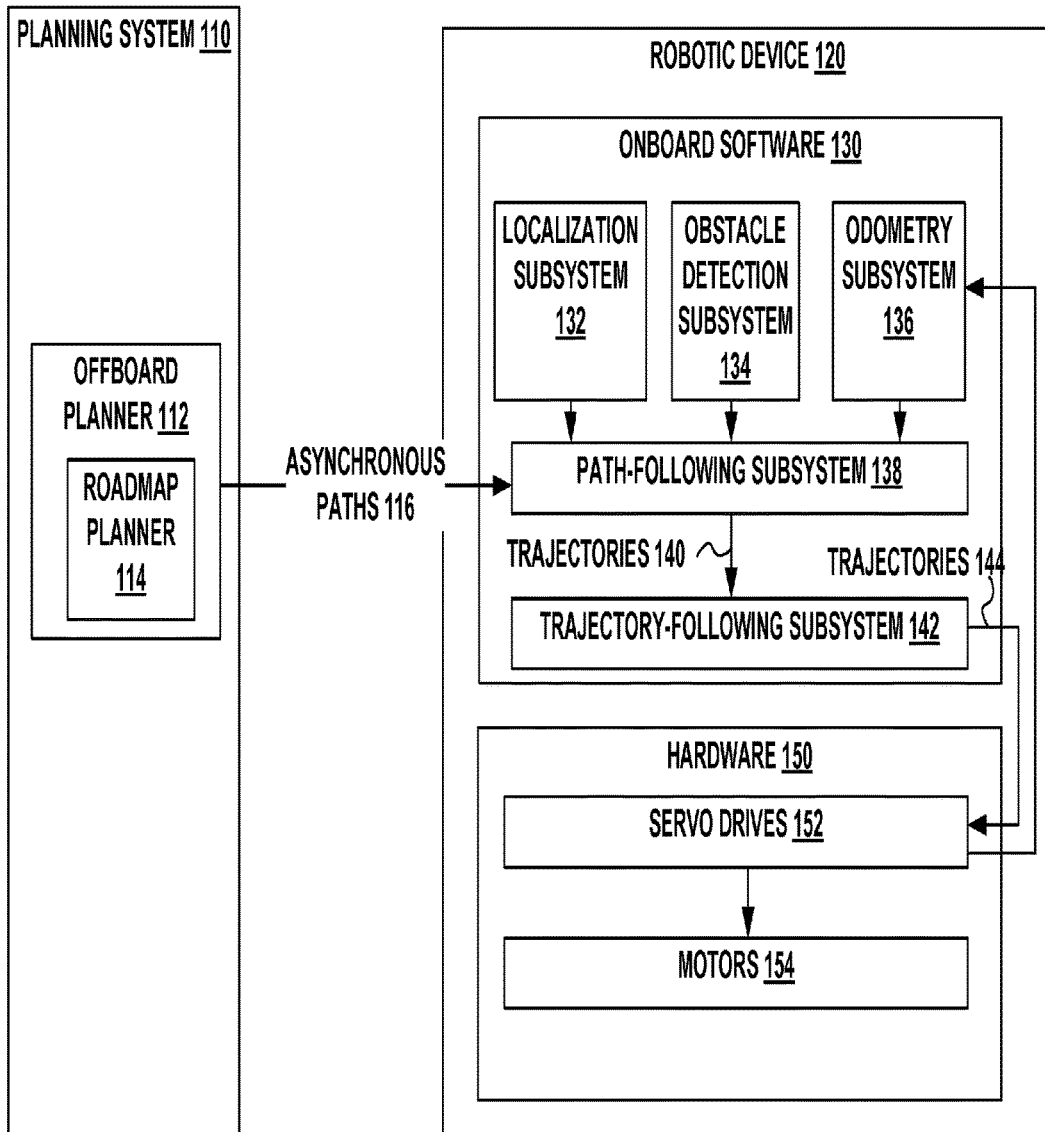 PLANNING SYSTEM 110
OFFBOARD
PLANNER 112
ROADMAP
PLANNER
114
ASYNCHRONOUS
PATHS 116
ROBOTIC DEVICE 120
ONBOARD SOFTWARE 130
LOCALIZATION
SUBSYSTEM
132
OBSTACLE
DETECTION
SUBSYSTEM
134
ODOMETRY
SUBSYSTEM
136
PATH-FOLLOWING SUBSYSTEM 138
TRAJECTORIES 140
TRAJECTORIES 144
TRAJECTORY-FOLLOWING SUBSYSTEM 142
HARDWARE 150
SERVO DRIVES 152
MOTORS 154